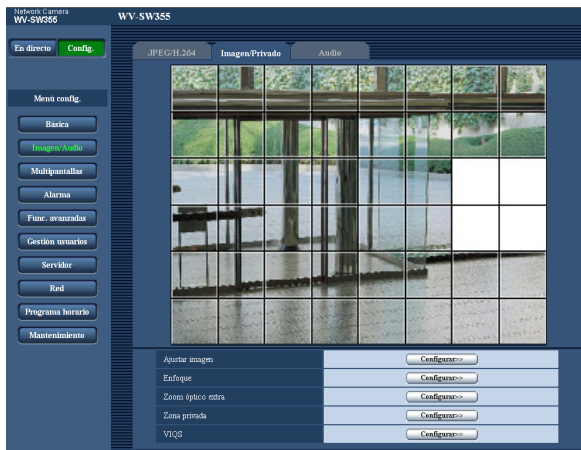 Network Camera
WV-SW355
WV-SW355
En directo
Config.
JPEG/H.264
Imagen/Privado
Audio
Menú config.
Básica
Imagen/Audio
Multipantallas
Alarma
Func. avanzadas
Gestión usuarios
Servidor
Red
Programa horario
Mantenimiento
Ajustar imagen
Configurar>>
Enfoque
Configurar>>
Zoom óptico extra
Configurar>>
Zona privada
Configurar>>
VIQS
Configurar>>